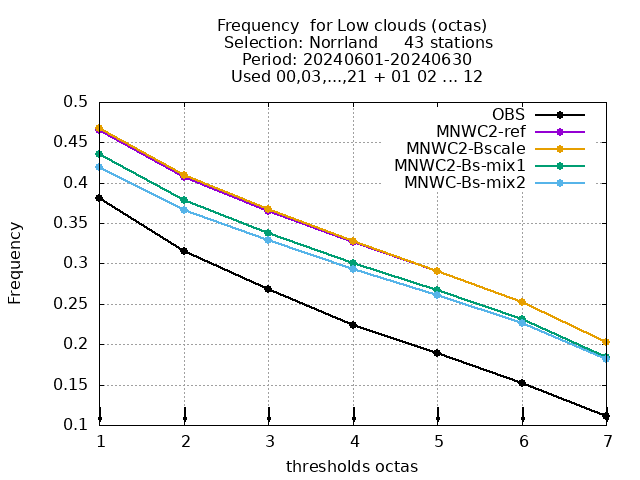 Frequency  for Low clouds (octas)
Selection: Norrland     43 stations
Period: 20240601-20240630
Used 00,03,...,21 + 01 02 ... 12
0.5
0.45
0.4
0.35
0.3
0.25
0.2
0.15
0.1
Frequency
OBS
MNWC2-ref
MNWC2-Bscale
MNWC2-Bs-mix1
MNWC-Bs-mix2
1 2 3 4 5 6 7
thresholds octas